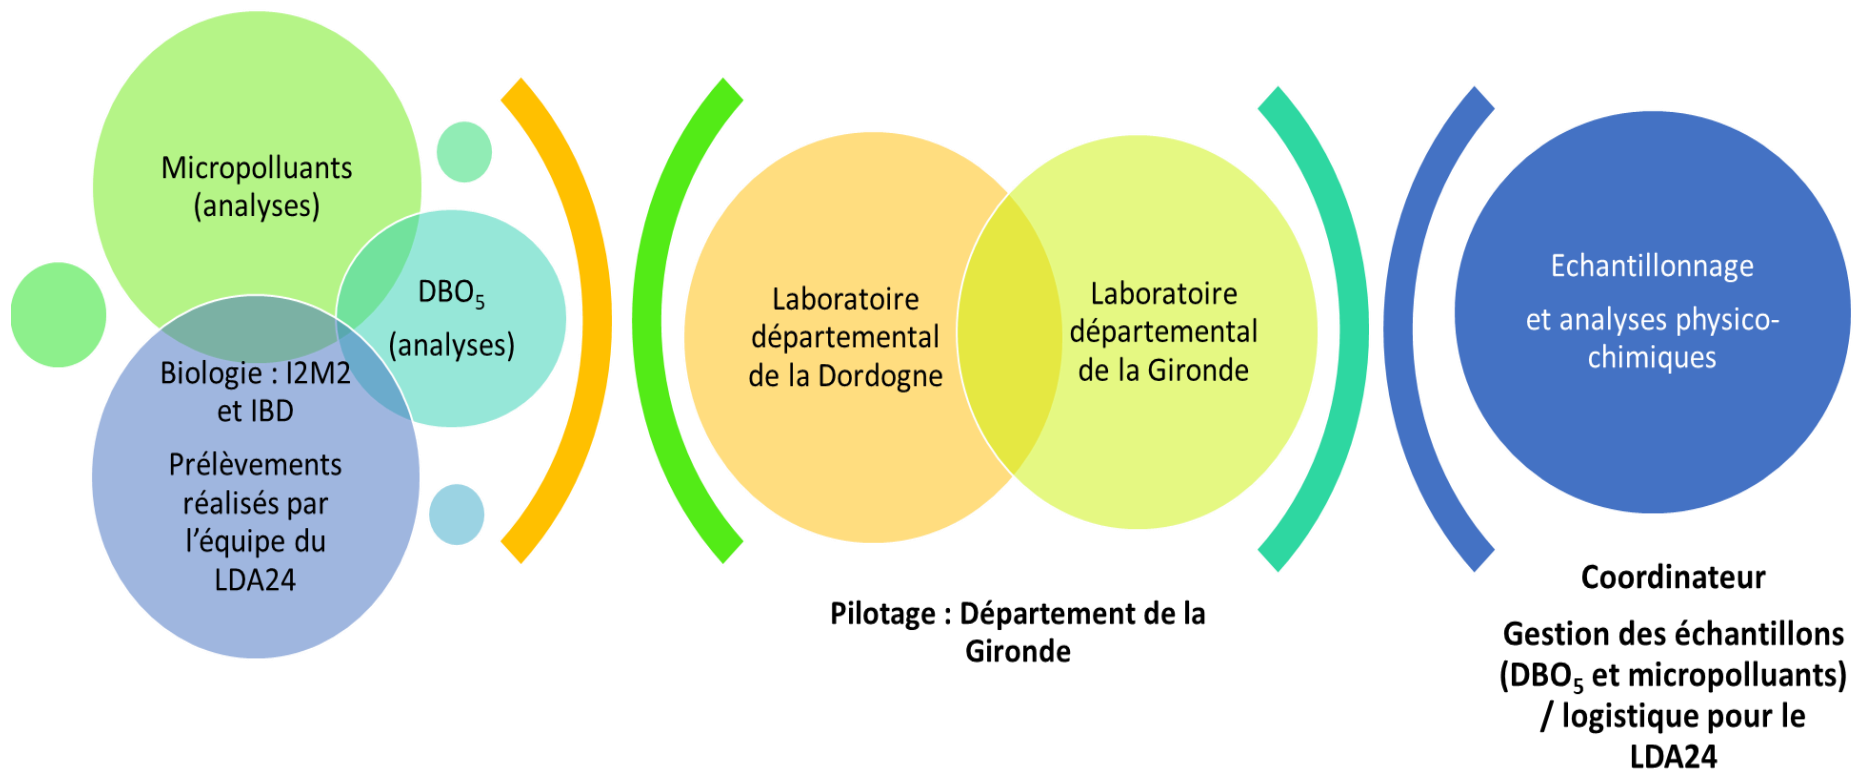 Micropolluants
(analyses)
DBO₅
(analyses)
Biologie : I2M2
et IBD
Prélèvements
réalisés par
l’équipe du
LDA24
Laboratoire
départemental
de la Dordogne
Laboratoire
départemental
de la Gironde
Pilotage : Département de la
Gironde
Echantillonnage
et analyses physico-
chimiques
Coordinateur
Gestion des échantillons
(DBO₅ et micropolluants)
/ logistique pour le
LDA24